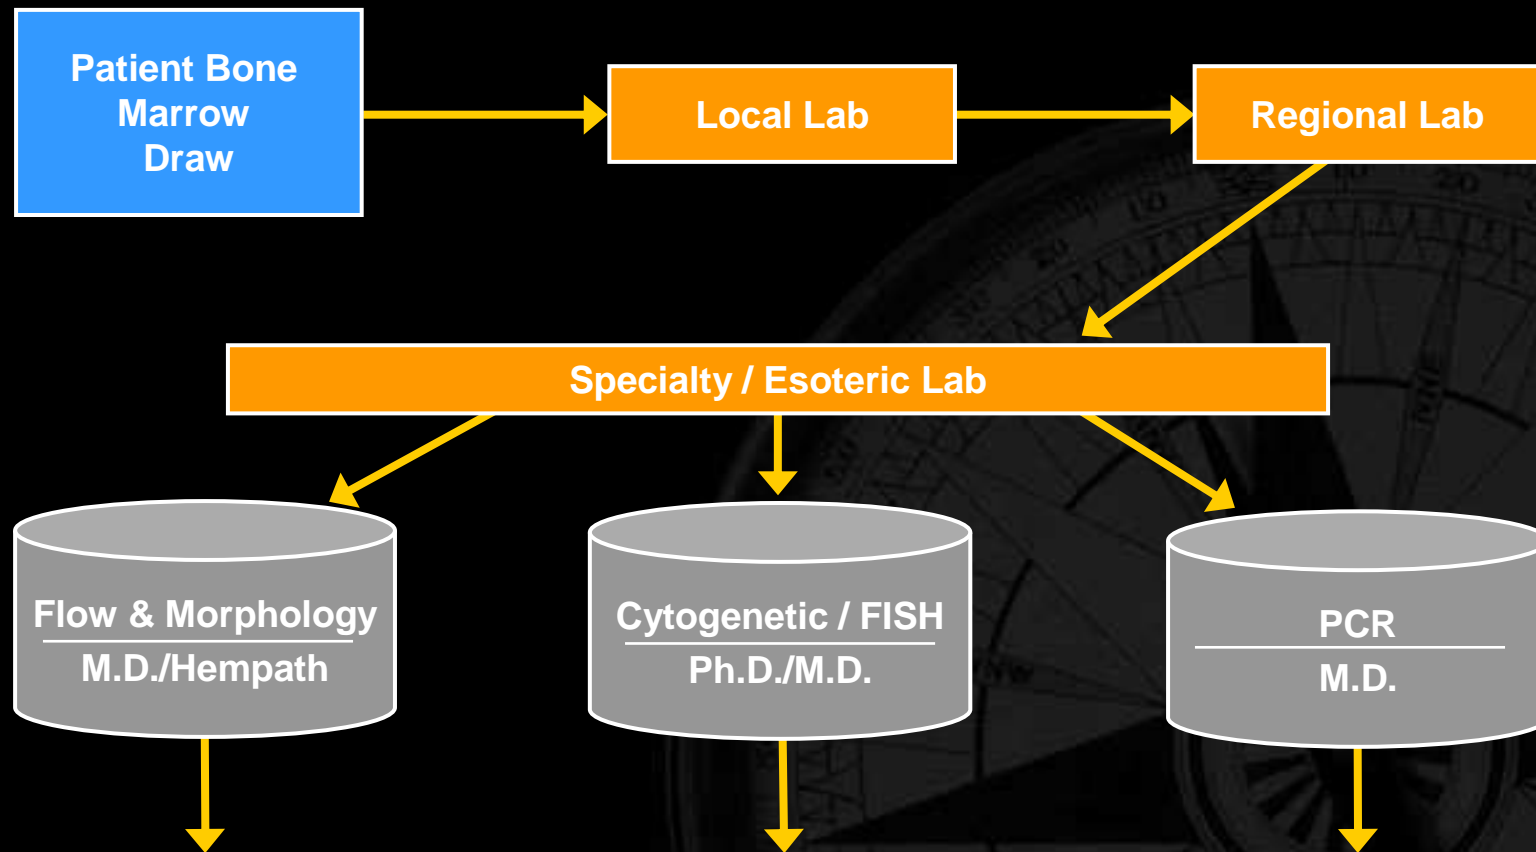 Patient Bone
Marrow
Draw
Local Lab
Regional Lab
Specialty / Esoteric Lab
Flow & Morphology
M.D./Hempath
Cytogenetic / FISH
Ph.D./M.D.
PCR
M.D.